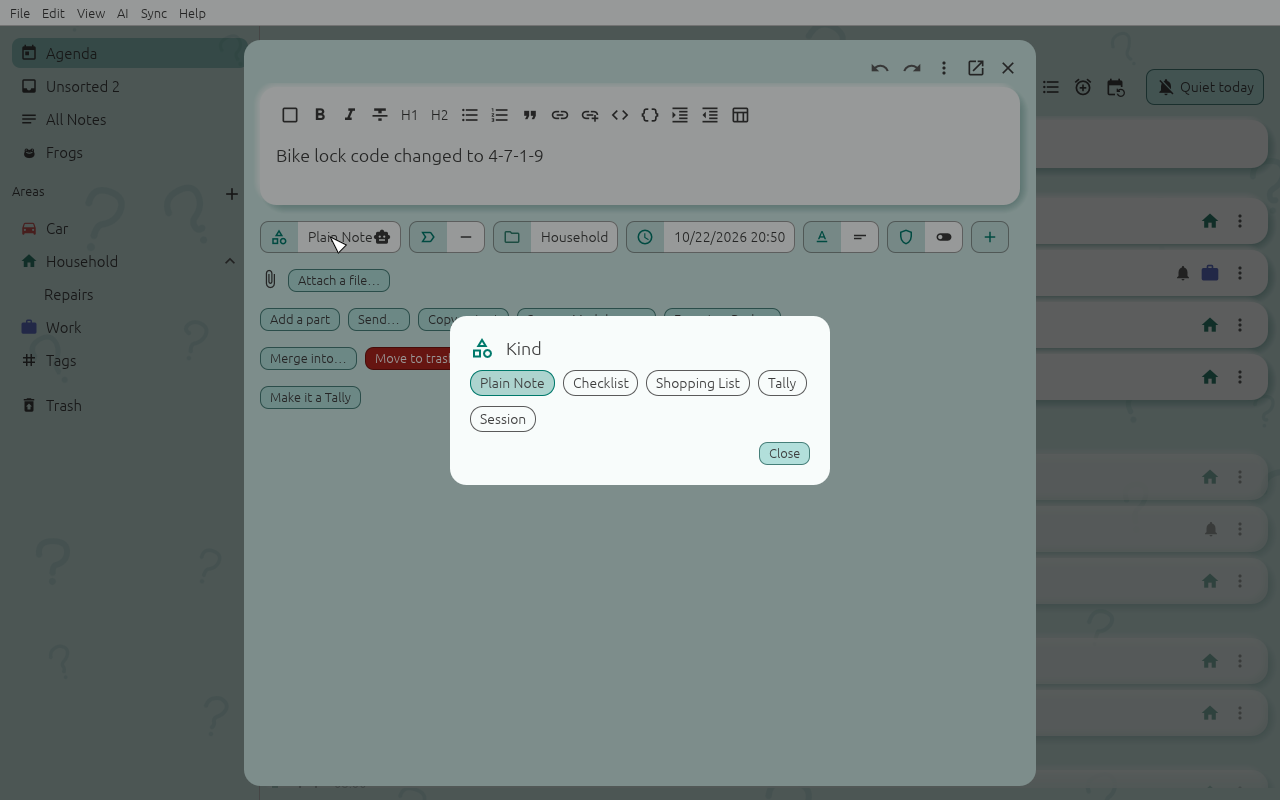 File Edit View AI Sync Help
Agenda
Unsorted 2
All Notes
Frogs
Areas
Car
Household
Repairs
Work
Tags
Trash
Quiet today
B I H1 H2
Bike lock code changed to 4-7-1-9
Plain Note Household 10/22/2026 20:50
Attach a file...
Add a part Send...
Merge into... Move to trash
Make it a Tally
Kind
Plain Note Checklist Shopping List Tally
Session
Close